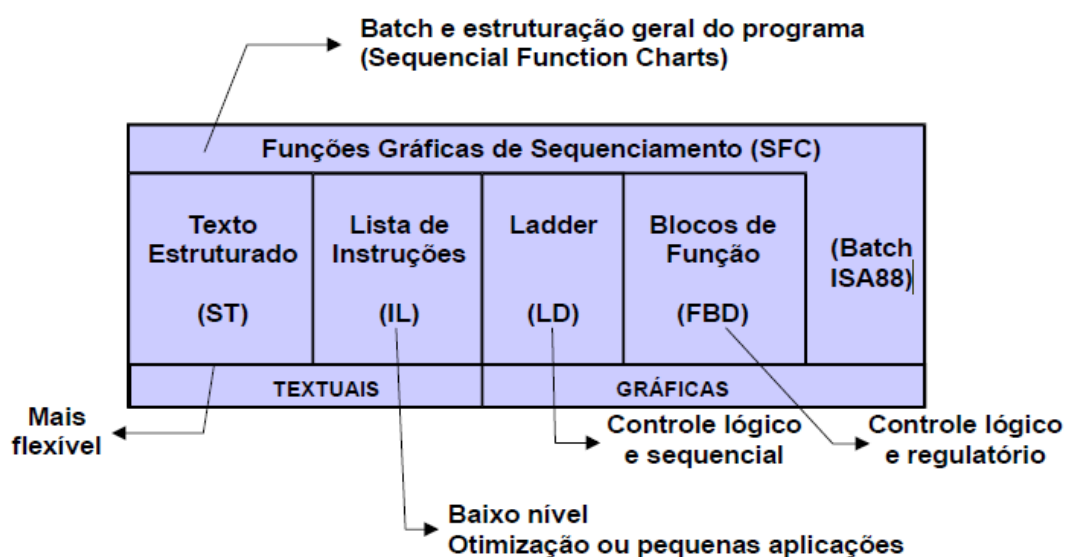 Batch e estruturação geral do programa
(Sequencial Function Charts)
Funções Gráficas de Sequenciamento (SFC)
Texto
Estruturado
(ST)
Lista de
Instruções
(IL)
Ladder
(LD)
Blocos de
Função
(FBD)
(Batch
ISA88)
TEXTUAIS
GRÁFICAS
Mais
flexível
Controle lógico
e sequencial
Controle lógico
e regulatório
Baixo nível
Otimização ou pequenas aplicações